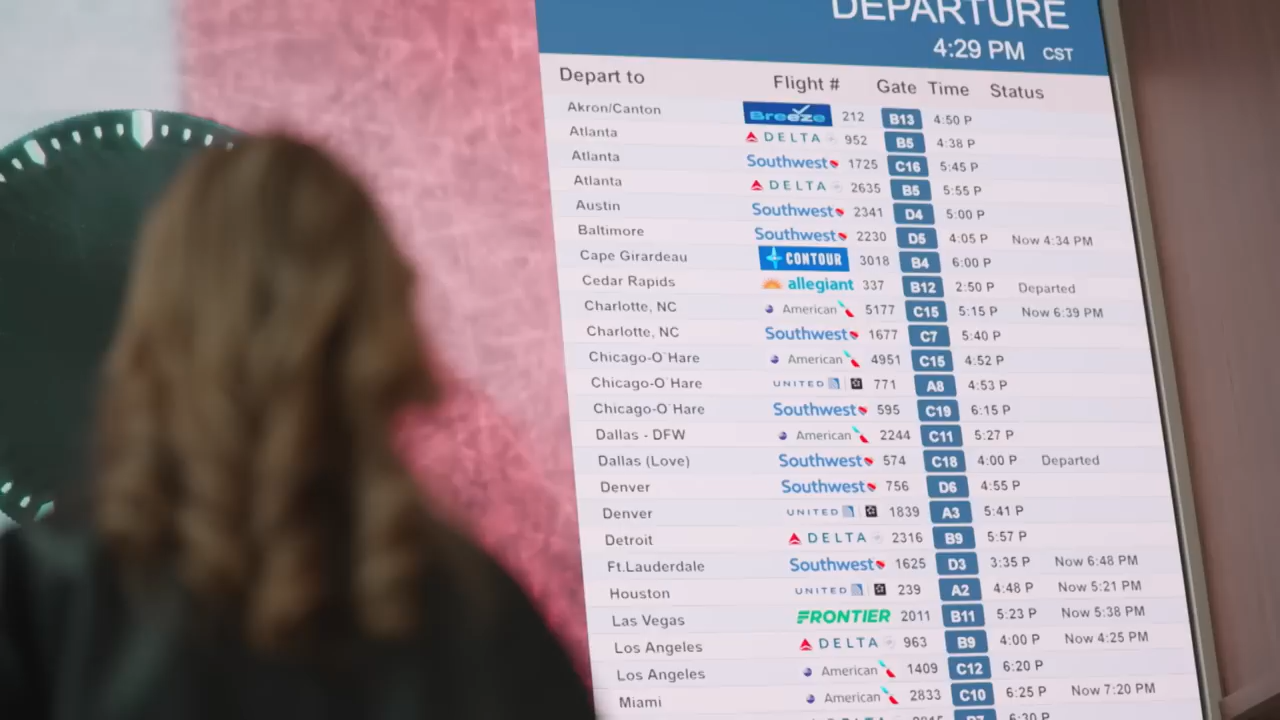 DEPARTURE
4:29 PM CST
Depart to Flight # Gate Time Status
Akron/Canton Breeze 212 B13 4:50 P
Atlanta DELTA 952 B5 4:38 P
Atlanta Southwest 1725 C16 5:45 P
Atlanta DELTA 2635 B5 5:55 P
Austin Southwest 2341 D4 5:00 P
Baltimore Southwest 2230 D5 4:05 P Now 4:34 PM
Cape Girardeau CONTOUR 3018 B4 6:00 P
Cedar Rapids allegiant 337 B12 2:50 P Departed
Charlotte, NC American 5177 C15 5:15 P Now 6:39 PM
Charlotte, NC Southwest 1677 C7 5:40 P
Chicago-O'Hare American 4951 C15 4:52 P
Chicago-O'Hare UNITED 771 A8 4:53 P
Chicago-O'Hare Southwest 595 C19 6:15 P
Dallas - DFW American 2244 C11 5:27 P
Dallas (Love) Southwest 574 C18 4:00 P Departed
Denver Southwest 756 D6 4:55 P
Denver UNITED 1839 A3 5:41 P
Detroit DELTA 2316 B9 5:57 P
Ft.Lauderdale Southwest 1625 D3 3:35 P Now 6:48 PM
Houston UNITED 239 A2 4:48 P Now 5:21 PM
Las Vegas FRONTIER 2011 B11 5:23 P Now 5:38 PM
Los Angeles DELTA 963 B9 4:00 P Now 4:25 PM
Los Angeles American 1409 C12 6:20 P
Miami American 2833 C10 6:25 P Now 7:20 PM
6:30 P